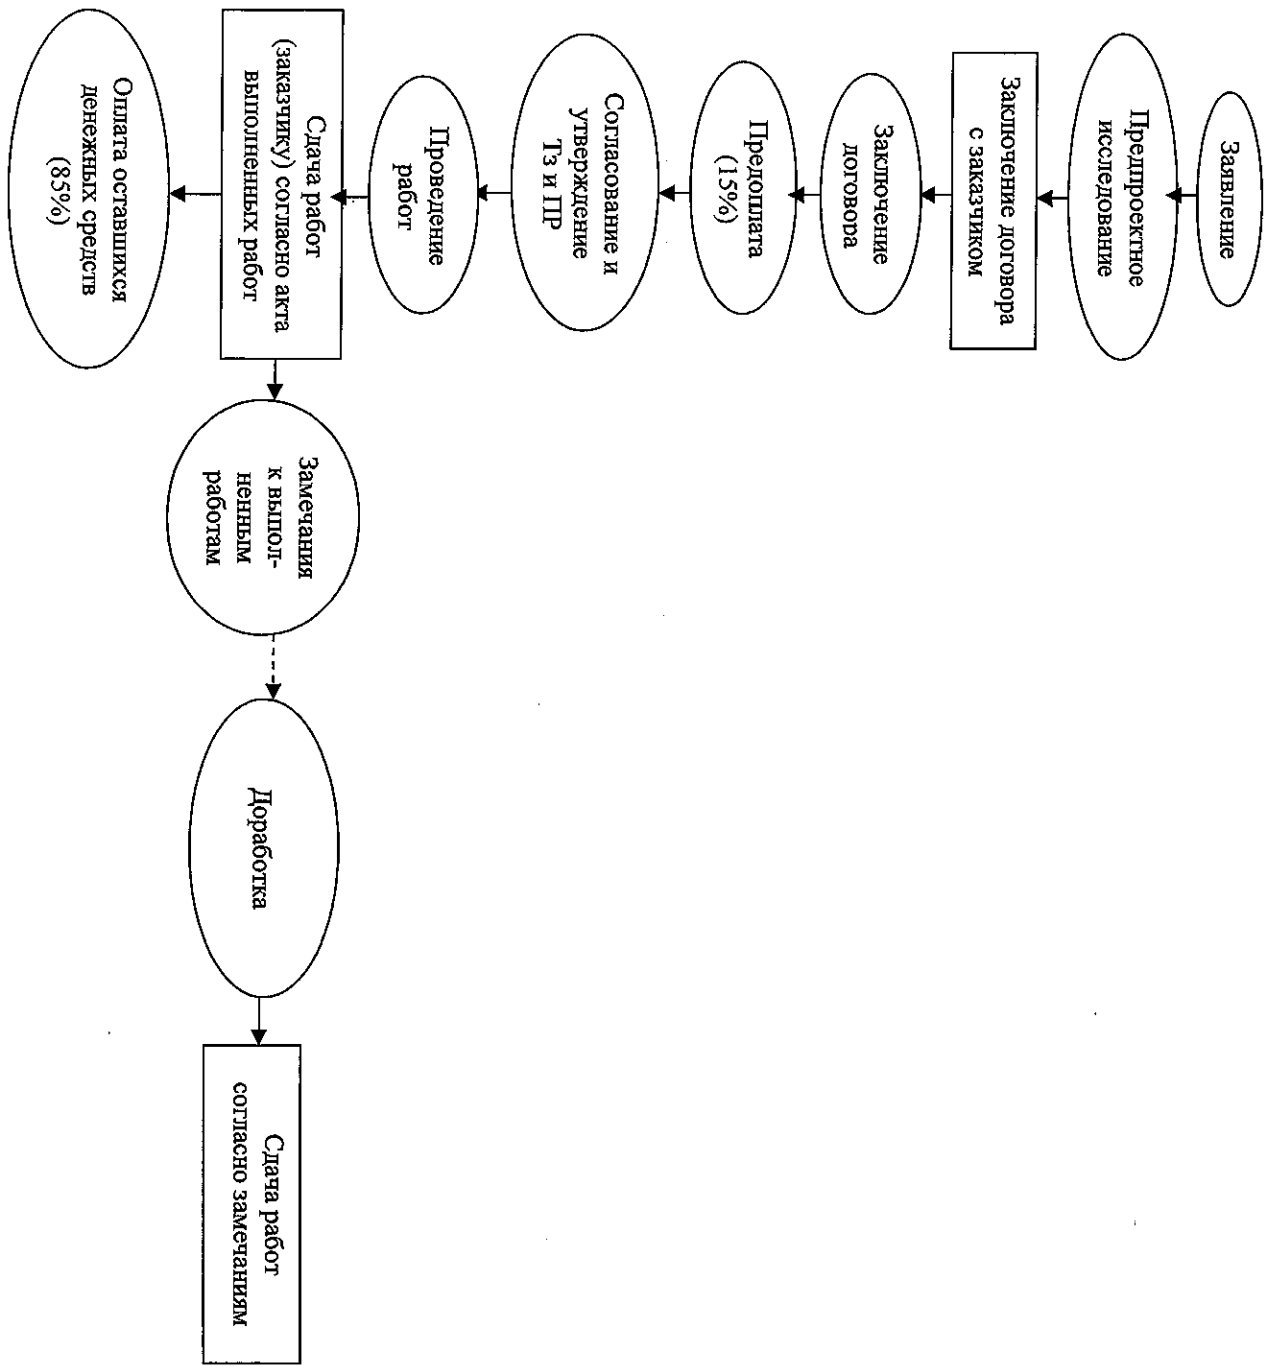 Заявление
Предпроектное
исследование
Заключение договора
с заказчиком
Заключение
договора
Предоплата
(15%)
Согласование и
утверждение
Тз и ПР
Проведение
работ
Сдача работ
(заказчику) согласно акта
выполненных работ
Оплата оставшихся
денежных средств
(85%)
Замечания
к выпол-
ненным
работам
Доработка
Сдача работ
согласно замечаниям